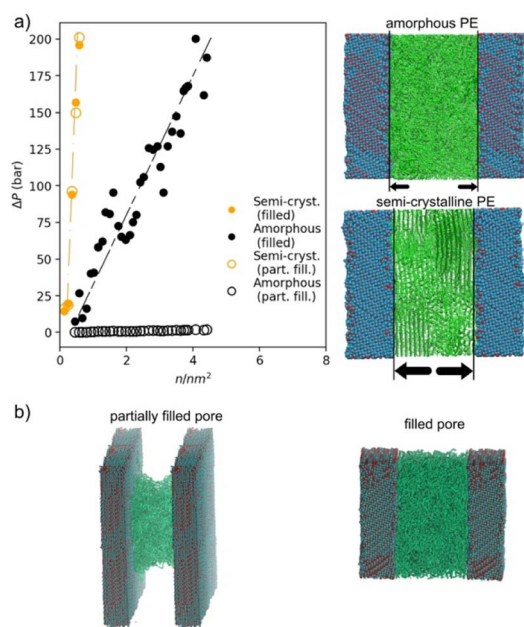 a)
amorphous PE
200
175
150
125
100
75
50
25
0
ΔP (bar)
Semi-cryst.
(filled)
Amorphous
(filled)
Semi-cryst.
(part. fill.)
Amorphous
(part. fill.)
0
2
4
6
8
n/nm²
semi-crystalline PE
b)
partially filled pore
filled pore